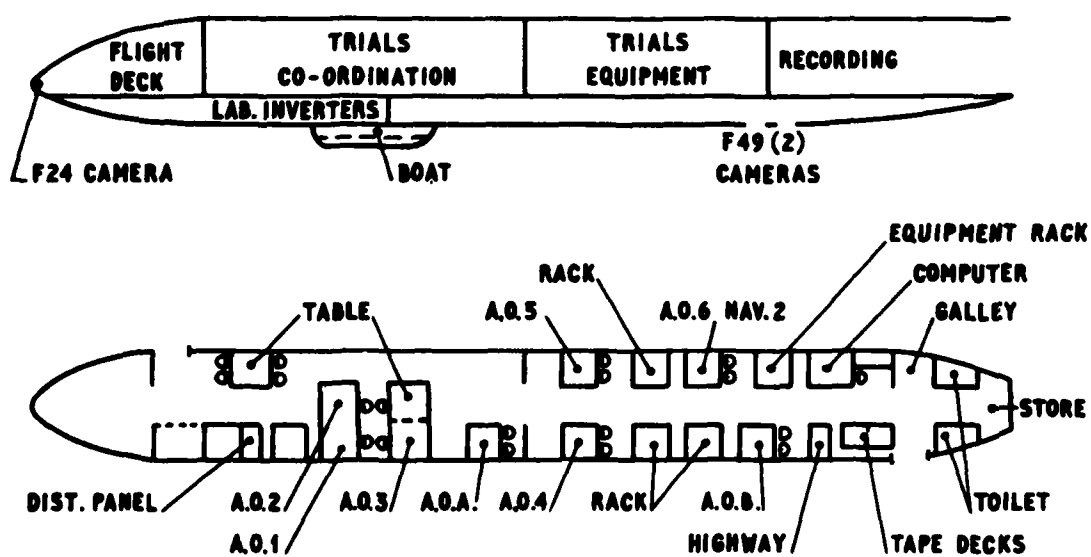 FLIGHT
DECK
TRIALS
CO-ORDINATION
TRIALS
EQUIPMENT
RECORDING
LAB. INVERTERS
F24 CAMERA
BOAT
F49 (2)
CAMERAS
EQUIPMENT RACK
RACK
COMPUTER
TABLE
A.O.5
A.O.6 NAV.2
GALLEY
STORE
DIST. PANEL
A.O.2
A.O.3
A.O.A.
A.O.4
RACK
A.O.B.
TOILET
A.O.1
HIGHWAY
TAPE DECKS